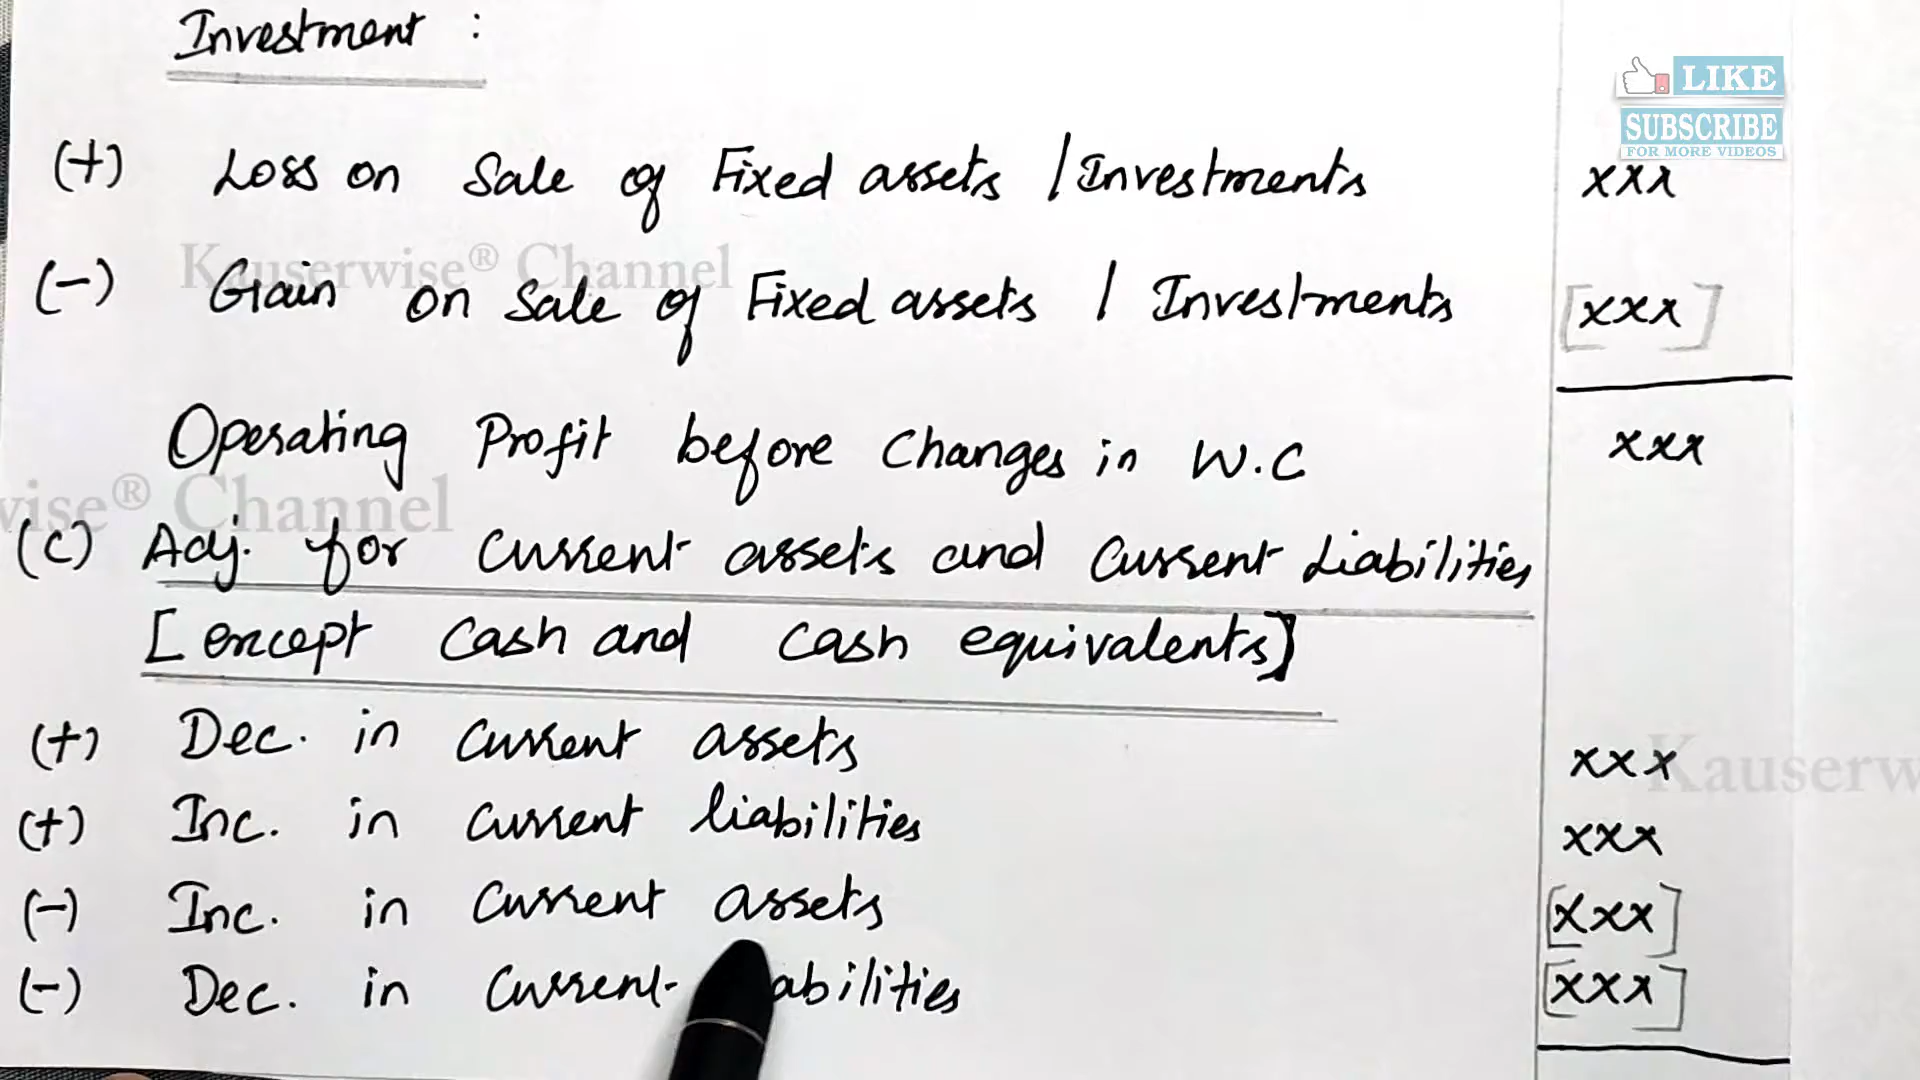 Investment :
LIKE
SUBSCRIBE
FOR MORE VIDEOS
(+) Loss on Sale of Fixed assets / Investments xxx
Kauserwise® Channel
(-) Gain on Sale of Fixed assets / Investments [xxx]
Operating Profit before Changes in W.C xxx
wise® Channel
(C) Adj. for Current assets and Current Liabilities
[except Cash and Cash equivalents]
(+) Dec. in Current assets xxx
Kauserw
(+) Inc. in Current liabilities xxx
(-) Inc. in Current assets [xxx]
(-) Dec. in Current abilities [xxx]